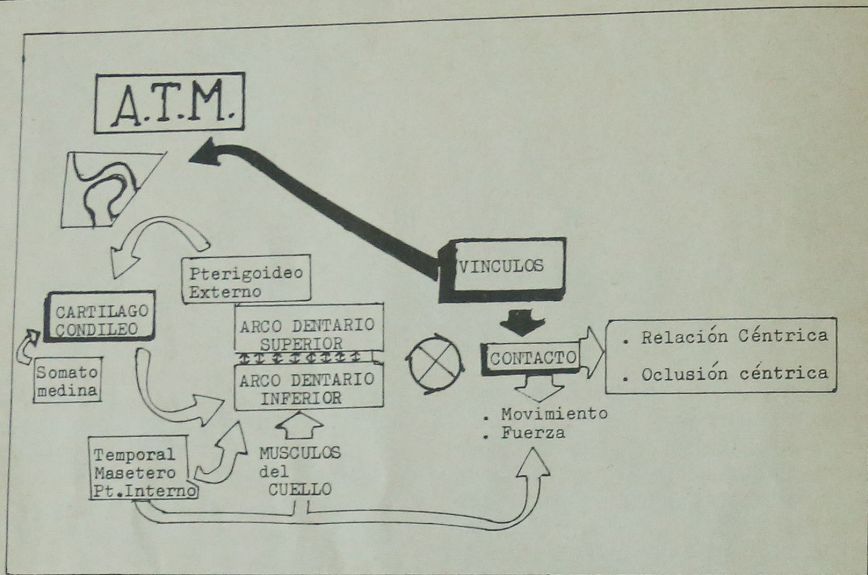 A.T.M.
Pterigoideo
Externo
VINCULOS
CARTILAGO
CONDILEO
ARCO DENTARIO
SUPERIOR
ARCO DENTARIO
INFERIOR
CONTACTO
. Relación Céntrica
. Oclusión céntrica
Somato
medina
. Movimiento
. Fuerza
Temporal
Masetero
Pt.Interno
MUSCULOS
del
CUELLO